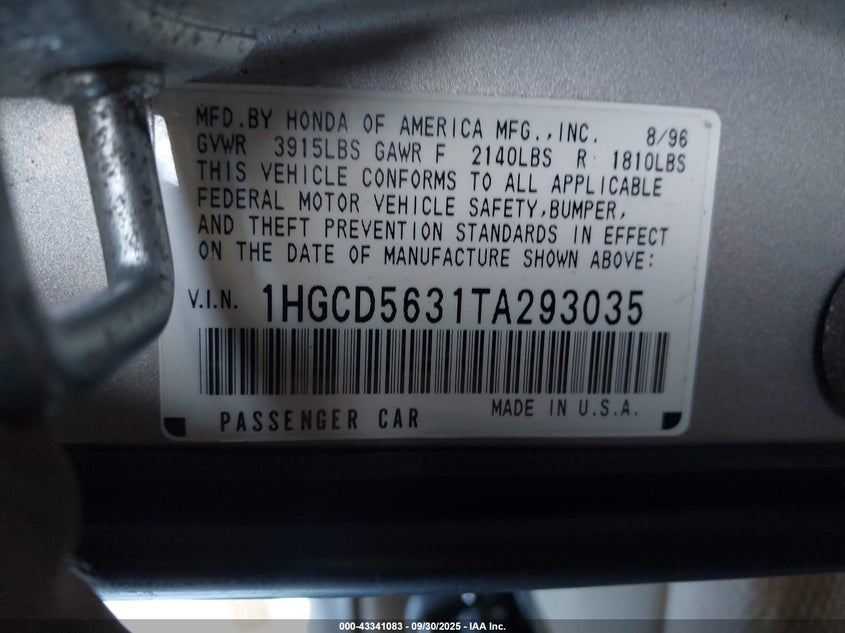 MFD.BY HONDA OF AMERICA MFG.,INC. 8/96
GVWR 3915LBS GAWR F 2140LBS R 1810LBS
THIS VEHICLE CONFORMS TO ALL APPLICABLE
FEDERAL MOTOR VEHICLE SAFETY,BUMPER,
AND THEFT PREVENTION STANDARDS IN EFFECT
ON THE DATE OF MANUFACTURE SHOWN ABOVE:
V.I.N. 1HGCD5631TA293035
PASSENGER CAR MADE IN U.S.A.
000-43341083 - 09/30/2025 - IAA Inc.